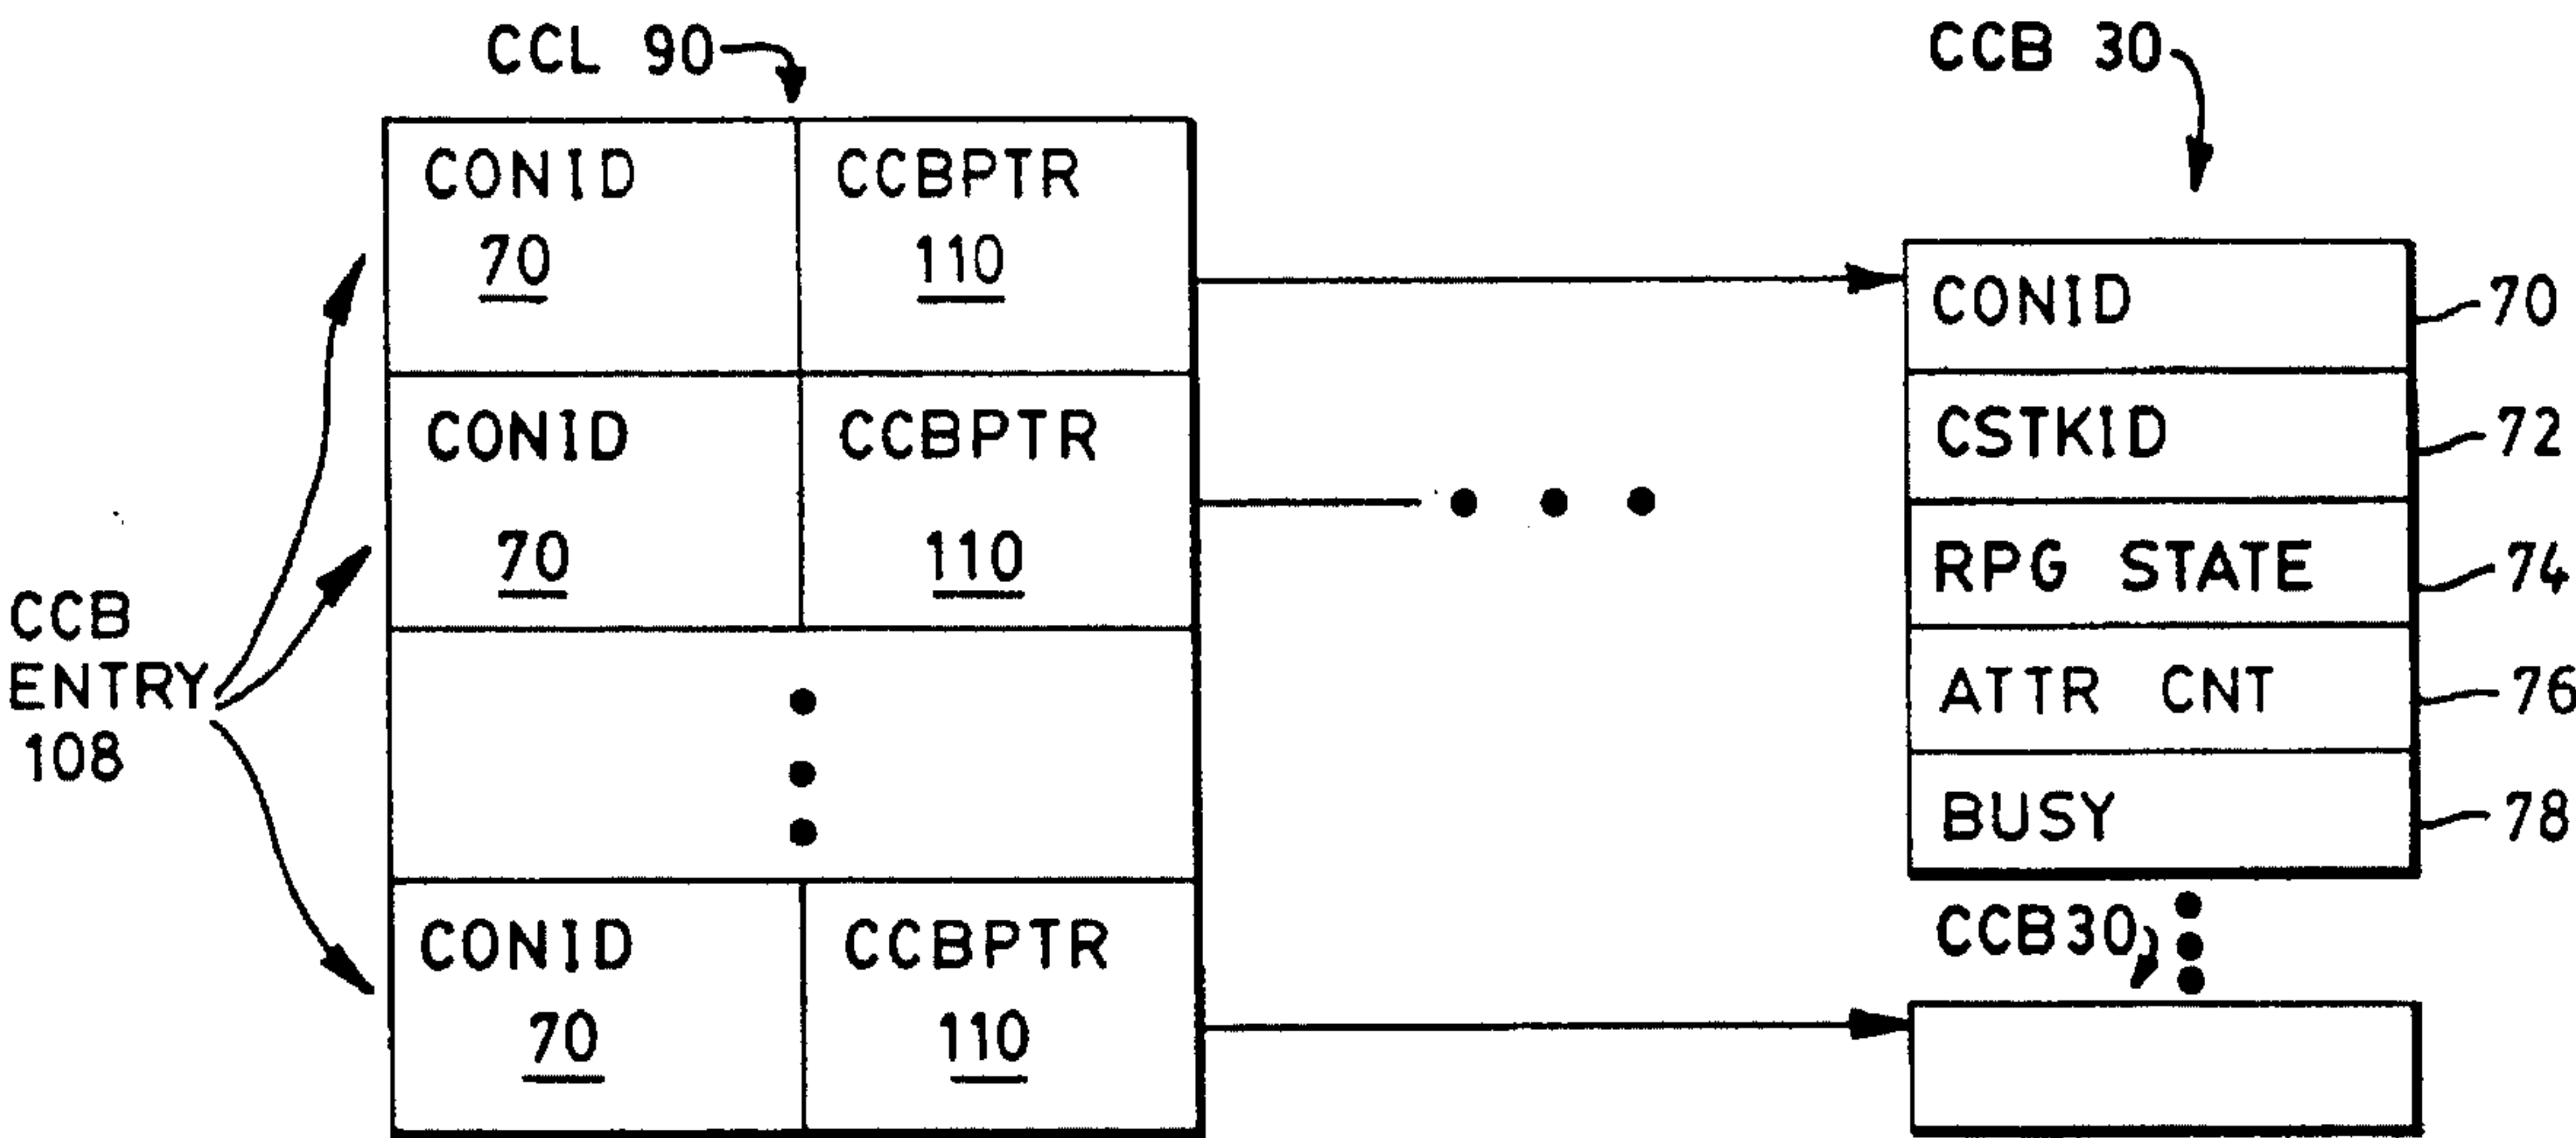 CCL 90
CCB 30
CONID
CCBPTR
70
110
CONID
70
CONID
CCBPTR
CSTKID
72
70
110
RPG STATE
74
CCB
ENTRY
108
ATTR CNT
76
BUSY
78
CONID
CCBPTR
CCB30
70
110